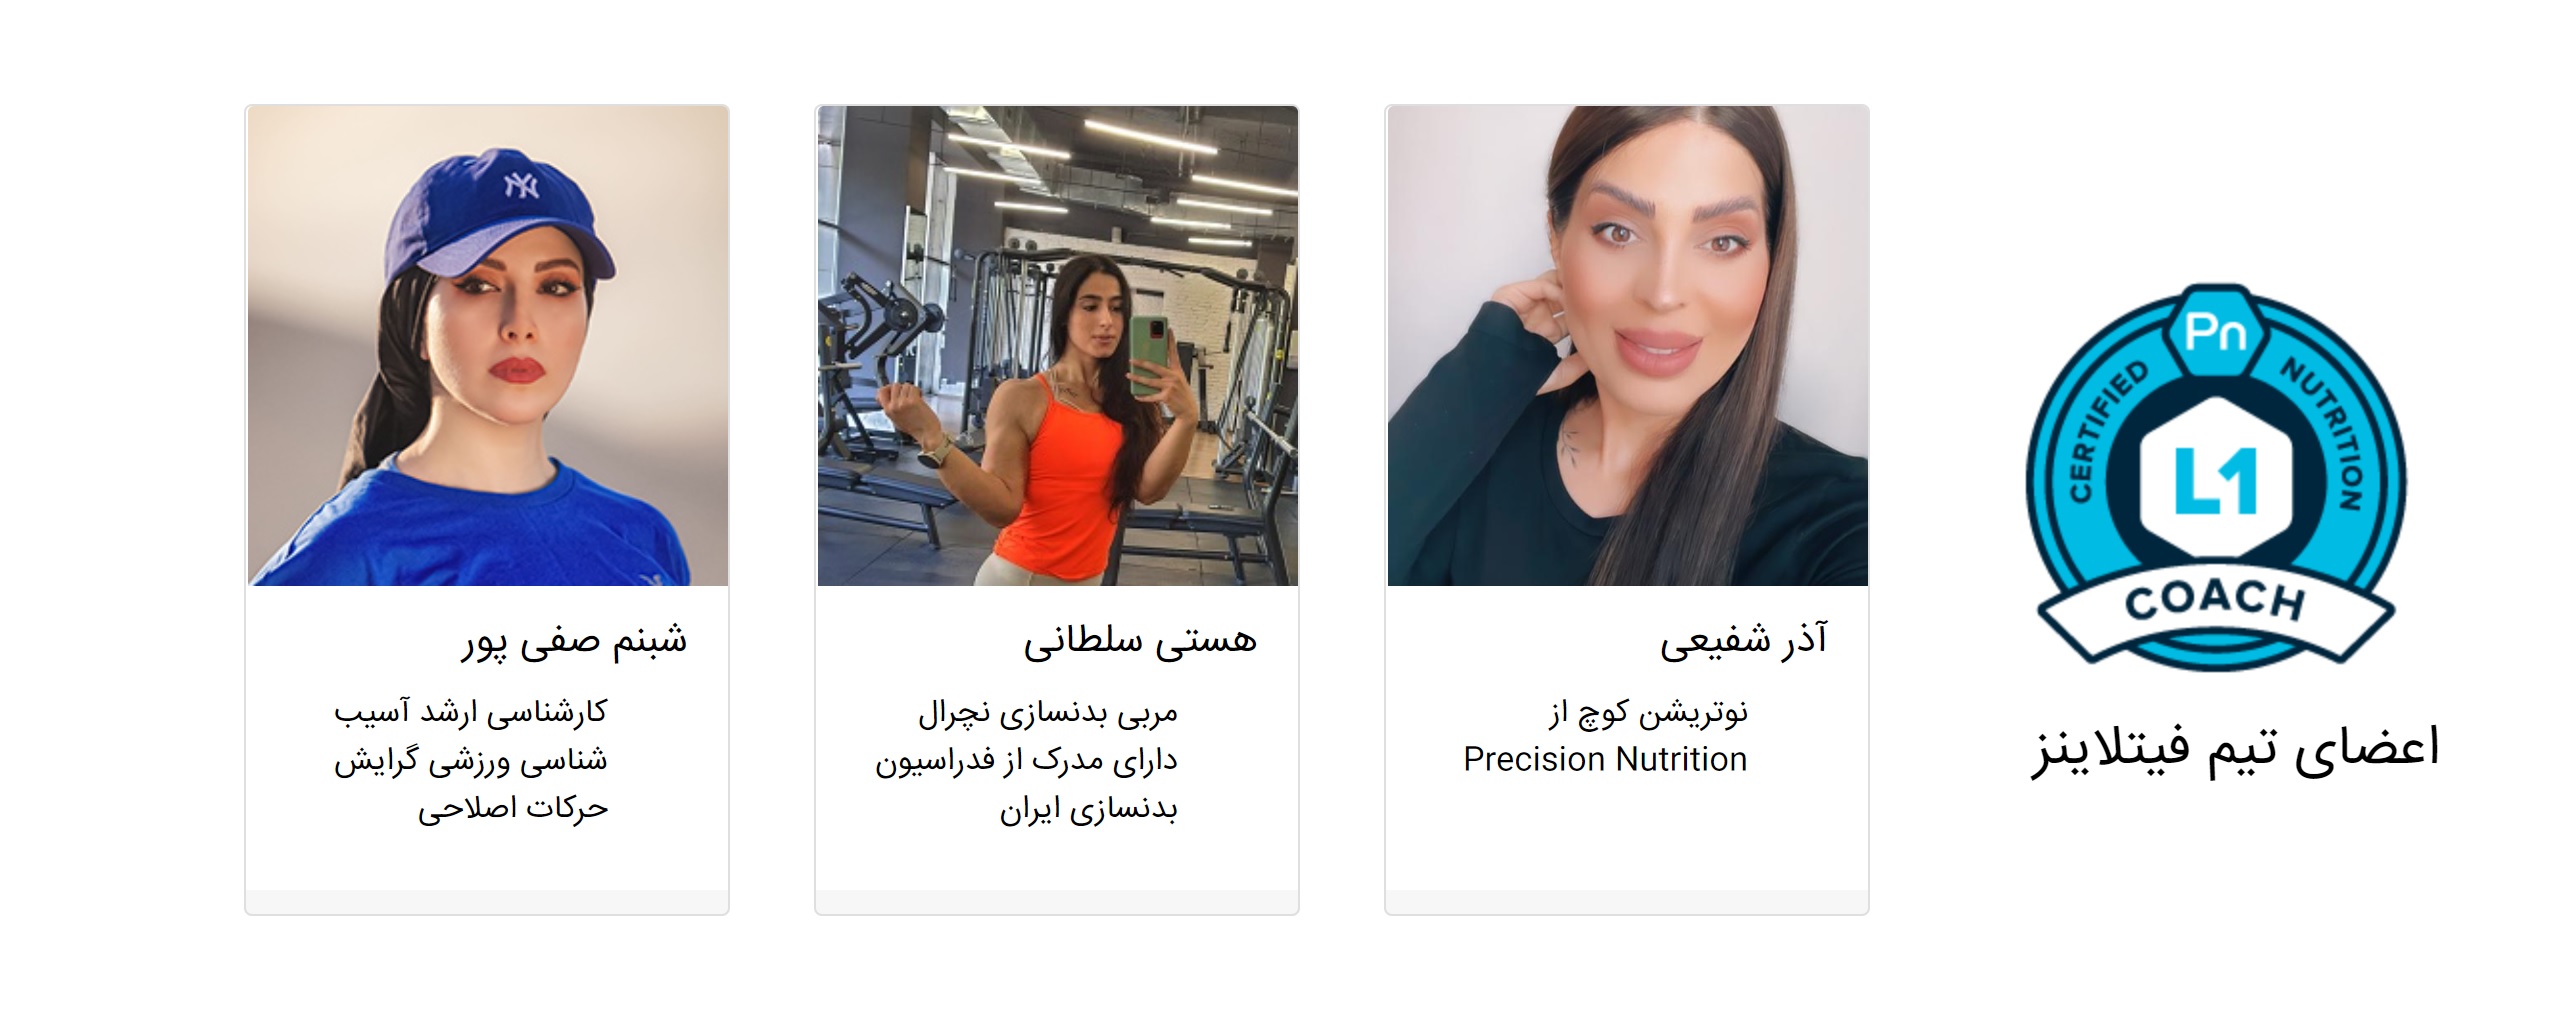 Pn
CERTIFIED NUTRITION
L1
COACH
اعضای تیم فیتلاینز
آذر شفیعی
نوتریشن کوچ از
Precision Nutrition
هستی سلطانی
مربی بدنسازی نچرال
دارای مدرک از فدراسیون
بدنسازی ایران
NY
شبنم صفی پور
کارشناسی ارشد آسیب
شناسی ورزشی گرایش
حرکات اصلاحی